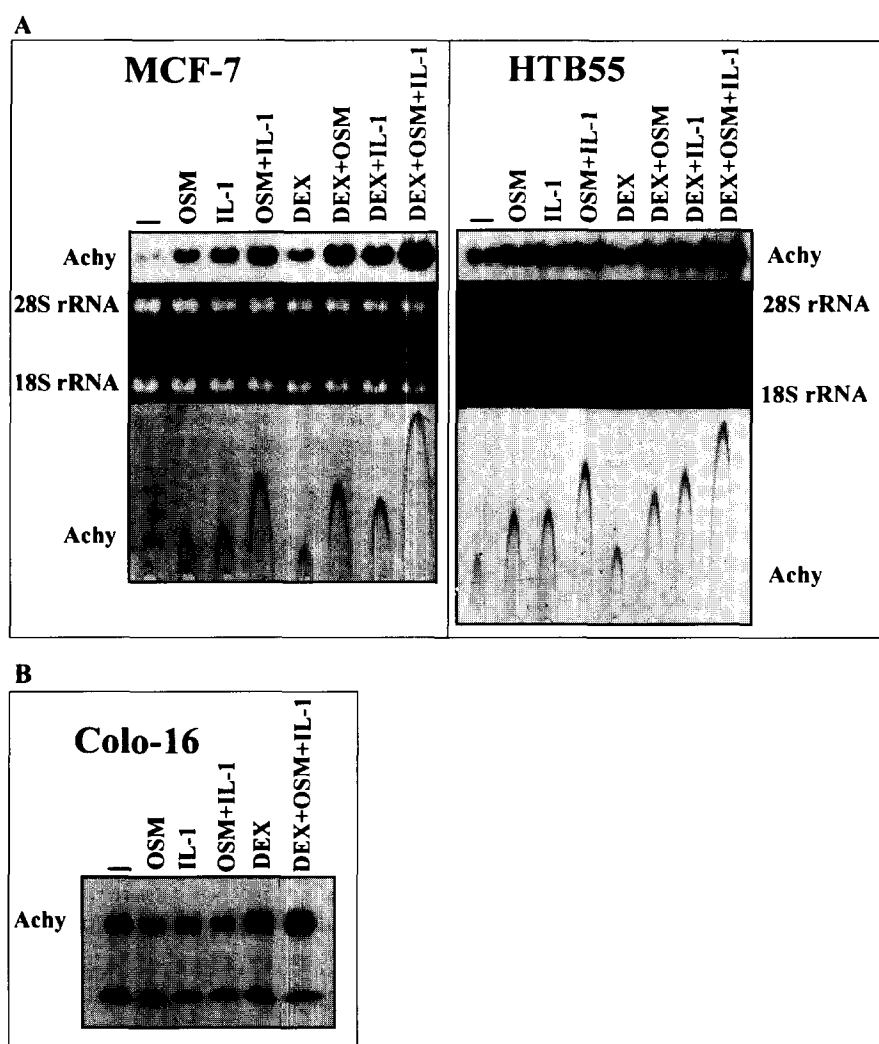 A
MCF-7
HTB55
—
OSM
IL-1
OSM+IL-1
DEX
DEX+OSM
DEX+IL-1
DEX+OSM+IL-1
—
OSM
IL-1
OSM+IL-1
DEX
DEX+OSM
DEX+IL-1
DEX+OSM+IL-1
Achy
Achy
28S rRNA
28S rRNA
18S rRNA
18S rRNA
Achy
Achy
B
Colo-16
—
OSM
IL-1
OSM+IL-1
DEX
DEX+OSM+IL-1
Achy